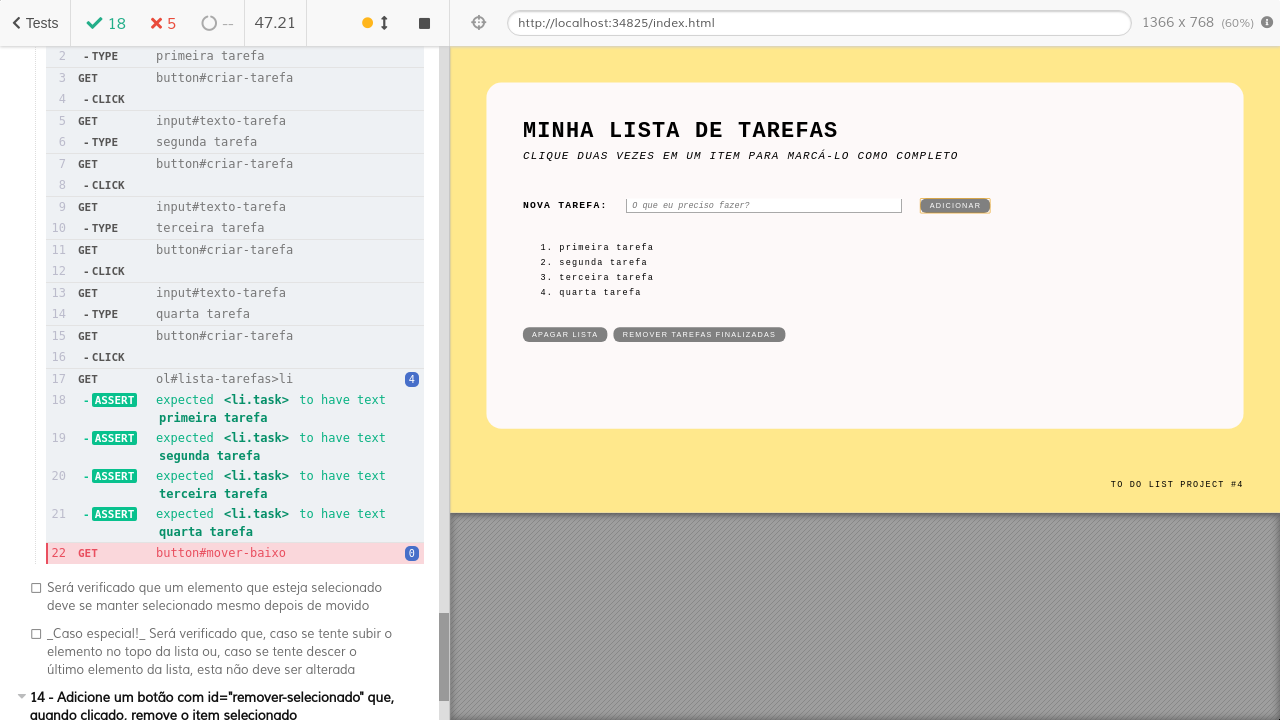 Tests 18 5 -- 47.21
http://localhost:34825/index.html 1366 x 768 (60%)
2 - TYPE primeira tarefa
3 GET button#criar-tarefa
4 - CLICK
5 GET input#texto-tarefa
6 - TYPE segunda tarefa
7 GET button#criar-tarefa
8 - CLICK
9 GET input#texto-tarefa
10 - TYPE terceira tarefa
11 GET button#criar-tarefa
12 - CLICK
13 GET input#texto-tarefa
14 - TYPE quarta tarefa
15 GET button#criar-tarefa
16 - CLICK
17 GET ol#lista-tarefas>li 4
18 - ASSERT expected <li.task> to have text
primeira tarefa
19 - ASSERT expected <li.task> to have text
segunda tarefa
20 - ASSERT expected <li.task> to have text
terceira tarefa
21 - ASSERT expected <li.task> to have text
quarta tarefa
22 GET button#mover-baixo 0
Será verificado que um elemento que esteja selecionado
deve se manter selecionado mesmo depois de movido
_Caso especial!_ Será verificado que, caso se tente subir o
elemento no topo da lista ou, caso se tente descer o
último elemento da lista, esta não deve ser alterada
14 - Adicione um botão com id="remover-selecionado" que,
quando clicado, remove o item selecionado
MINHA LISTA DE TAREFAS
CLIQUE DUAS VEZES EM UM ITEM PARA MARCÁ-LO COMO COMPLETO
NOVA TAREFA: O que eu preciso fazer? ADICIONAR
1. primeira tarefa
2. segunda tarefa
3. terceira tarefa
4. quarta tarefa
APAGAR LISTA REMOVER TAREFAS FINALIZADAS
TO DO LIST PROJECT #4